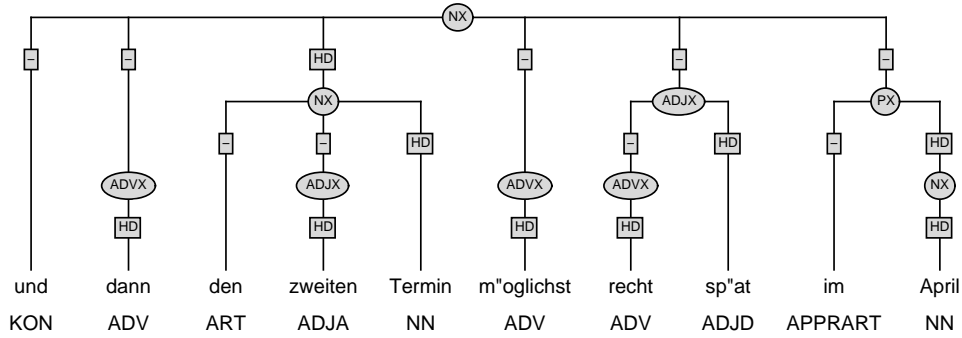 NX
– – HD – – –
NX ADJX PX
– – HD – HD – HD
ADVX ADJX ADVX ADVX NX
HD HD HD HD HD
und dann den zweiten Termin m"oglichst recht sp"at im April
KON ADV ART ADJA NN ADV ADV ADJD APPRART NN